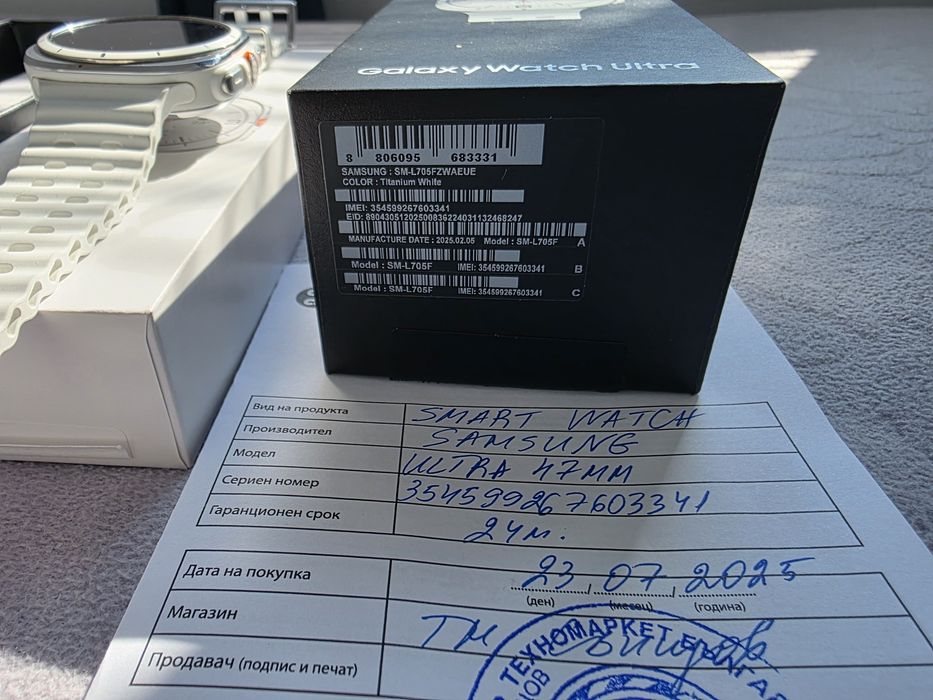 Galaxy Watch Ultra
8 806095 683331
SAMSUNG : SM-L705FZWAEUE
COLOR : Titanium White
IMEI: 354599267603341
EID: 89043051202500836224031132468247
MANUFACTURE DATE : 2025.02.05 Model : SM-L705F A
Model : SM-L705F IMEI: 354599267603341 B
Model : SM-L705F IMEI: 354599267603341 C
Вид на продукта SMART WATCH
Производител SAMSUNG
Модел ULTRA 47MM
Сериен номер 354599267603341
Гаранционен срок 24м.
Дата на покупка 23, 07, 2025
(ден) (месец) (година)
Магазин ТМ
Продавач (подпис и печат)
ТЕХНОМАРКЕТ БЪЛГАРИЯ